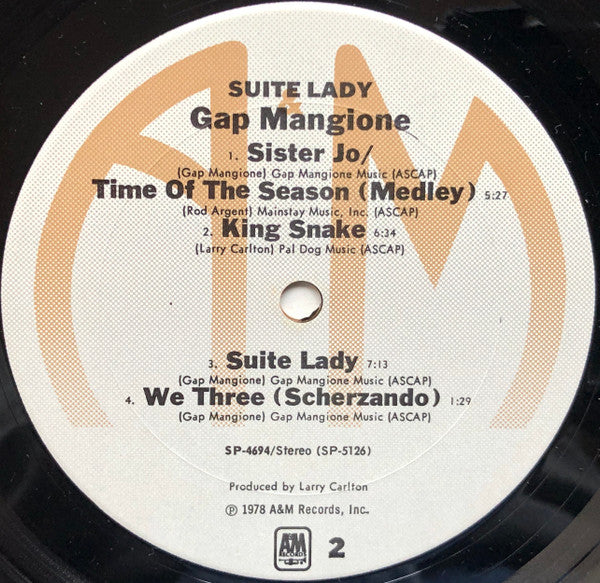 SUITE LADY
Gap Mangione
1. Sister Jo/
(Gap Mangione) Gap Mangione Music (ASCAP)
Time Of The Season (Medley) 5:27
(Rod Argent) Mainstay Music, Inc. (ASCAP)
2. King Snake 6:34
(Larry Carlton) Pal Dog Music (ASCAP)
3. Suite Lady 7:13
(Gap Mangione) Gap Mangione Music (ASCAP)
4. We Three (Scherzando) 1:29
(Gap Mangione) Gap Mangione Music (ASCAP)
SP-4694/Stereo (SP-5126)
Produced by Larry Carlton
℗ 1978 A&M Records, Inc.
A&M RECORDS 2